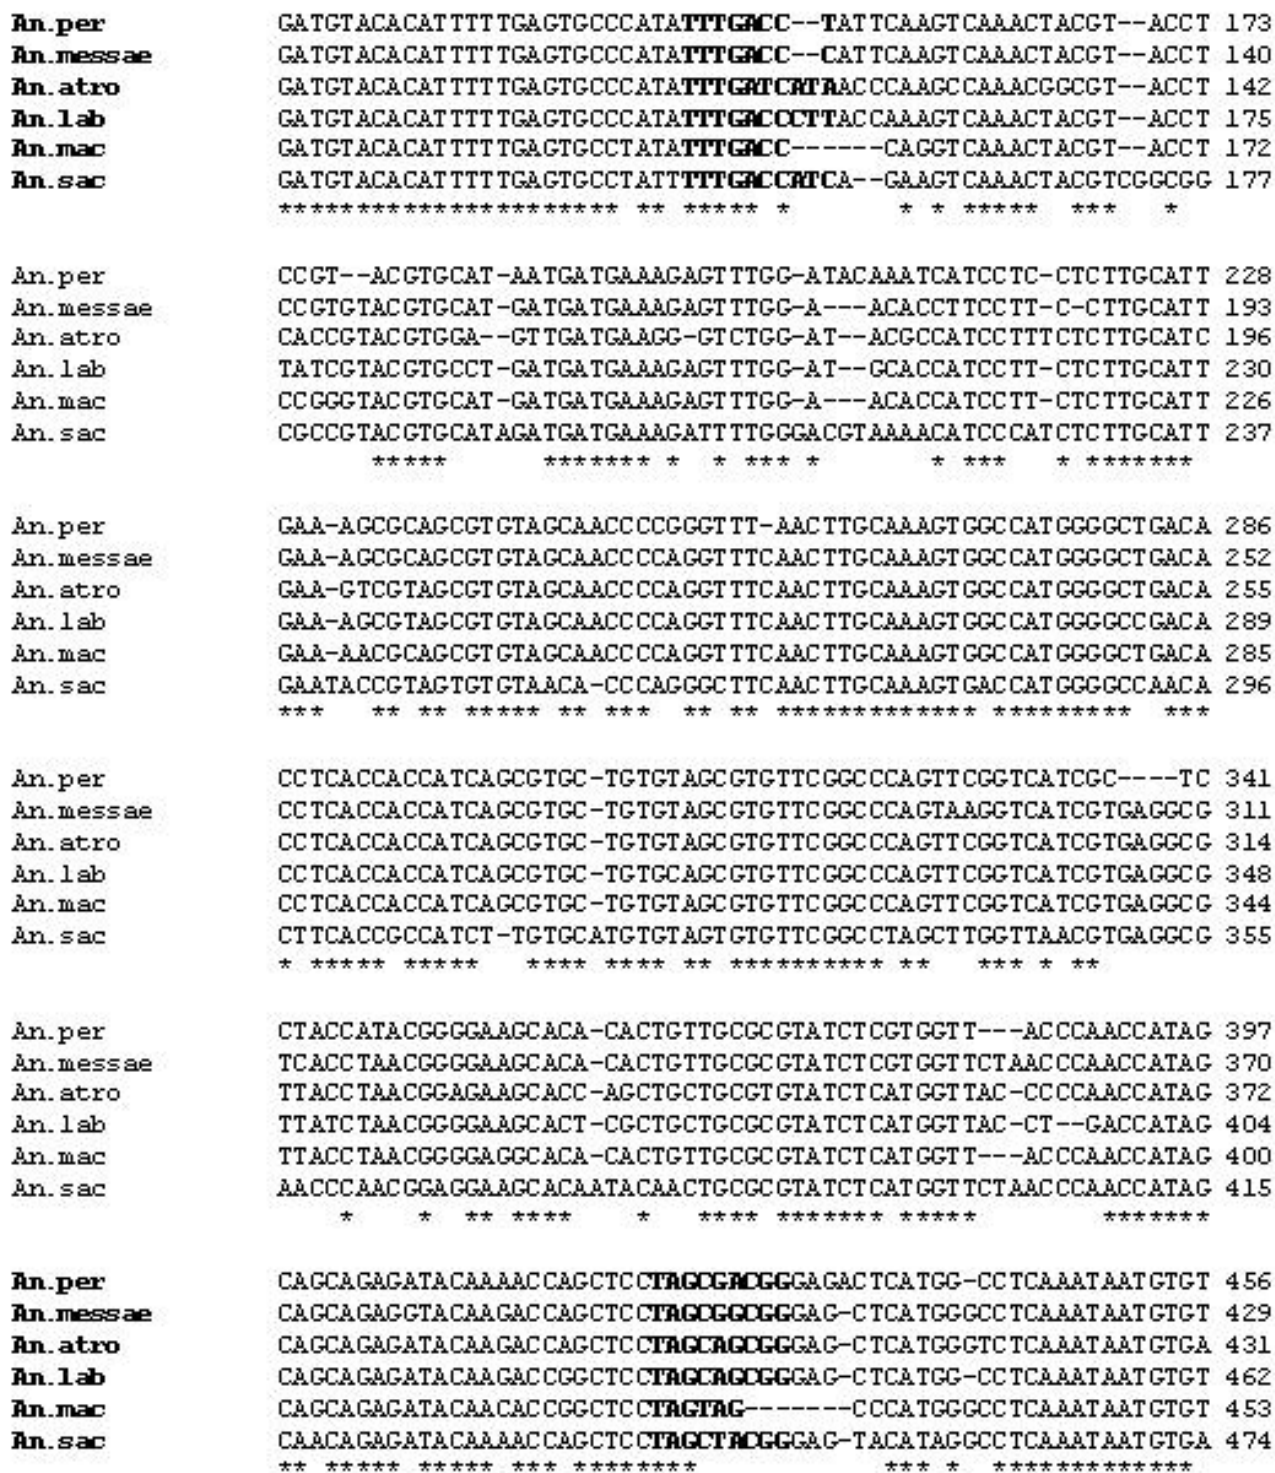 An.per GATGTACACATTTTTGAGTGCCCATATTTGACC--TATTCAAGTCAAACTACGT--ACCT 173
An.messae GATGTACACATTTTTGAGTGCCCATATTTGACC--CATTCAAGTCAAACTACGT--ACCT 140
An.atro GATGTACACATTTTTGAGTGCCCATATTTGATCATAACCCAAGCCAAACGGCGT--ACCT 142
An.lab GATGTACACATTTTTGAGTGCCCATATTTGACCCTTACCAAAGTCAAACTACGT--ACCT 175
An.mac GATGTACACATTTTTGAGTGCCTATATTTGACC------CAGGTCAAACTACGT--ACCT 172
An.sac GATGTACACATTTTTGAGTGCCTATTTTTGACCATCA--GAAGTCAAACTACGTCGGCGG 177
********************** ** ***** * * * ***** *** *
An.per CCGT--ACGTGCAT-AATGATGAAAGAGTTTGG-ATACAAATCATCCTC-CTCTTGCATT 228
An.messae CCGTGTACGTGCAT-GATGATGAAAGAGTTTGG-A---ACACCTTCCTT-C-CTTGCATT 193
An.atro CACCGTACGTGGA--GTTGATGAAGG-GTCTGG-AT--ACGCCATCCTTTCTCTTGCATC 196
An.lab TATCGTACGTGCCT-GATGATGAAAGAGTTTGG-AT--GCACCATCCTT-CTCTTGCATT 230
An.mac CCGGGTACGTGCAT-GATGATGAAAGAGTTTGG-A---ACACCATCCTT-CTCTTGCATT 226
An.sac CGCCGTACGTGCATAGATGATGAAAGATTTTGGGACGTAAAACATCCCATCTCTTGCATT 237
***** ******* * * *** * * *** * *******
An.per GAA-AGCGCAGCGTGTAGCAACCCCGGGTTT-AACTTGCAAAGTGGCCATGGGGCTGACA 286
An.messae GAA-AGCGCAGCGTGTAGCAACCCCAGGTTTCAACTTGCAAAGTGGCCATGGGGCTGACA 252
An.atro GAA-GTCGTAGCGTGTAGCAACCCCAGGTTTCAACTTGCAAAGTGGCCATGGGGCTGACA 255
An.lab GAA-AGCGTAGCGTGTAGCAACCCCAGGTTTCAACTTGCAAAGTGGCCATGGGGCCGACA 289
An.mac GAA-AACGCAGCGTGTAGCAACCCCAGGTTTCAACTTGCAAAGTGGCCATGGGGCTGACA 285
An.sac GAATACCGTAGTGTGTAACA-CCCAGGGCTTCAACTTGCAAAGTGACCATGGGGCCAACA 296
*** ** ** ***** ** *** ** ** ************* ********* ***
An.per CCTCACCACCATCAGCGTGC-TGTGTAGCGTGTTCGGCCCAGTTCGGTCATCGC----TC 341
An.messae CCTCACCACCATCAGCGTGC-TGTGTAGCGTGTTCGGCCCAGTAAGGTCATCGTGAGGCG 311
An.atro CCTCACCACCATCAGCGTGC-TGTGTAGCGTGTTCGGCCCAGTTCGGTCATCGTGAGGCG 314
An.lab CCTCACCACCATCAGCGTGC-TGTGCAGCGTGTTCGGCCCAGTTCGGTCATCGTGAGGCG 348
An.mac CCTCACCACCATCAGCGTGC-TGTGTAGCGTGTTCGGCCCAGTTCGGTCATCGTGAGGCG 344
An.sac CTTCACCGCCATCT-TGTGCATGTGTAGTGTGTTCGGCCTAGCTTGGTTAACGTGAGGCG 355
* ***** ***** **** **** ** ********** ** *** * **
An.per CTACCATACGGGGAAGCACA-CACTGTTGCGCGTATCTCGTGGTT---ACCCAACCATAG 397
An.messae TCACCTAACGGGGAAGCACA-CACTGTTGCGCGTATCTCGTGGTTCTAACCCAACCATAG 370
An.atro TTACCTAACGGAGAAGCACC-AGCTGCTGCGTGTATCTCATGGTTAC-CCCCAACCATAG 372
An.lab TTATCTAACGGGGAAGCACT-CGCTGCTGCGCGTATCTCATGGTTAC-CT--GACCATAG 404
An.mac TTACCTAACGGGGAGGCACA-CACTGTTGCGCGTATCTCATGGTT---ACCCAACCATAG 400
An.sac AACCCAACGGAGGAAGCACAATACAACTGCGCGTATCTCATGGTTCTAACCCAACCATAG 415
* * ** **** * **** ******* ***** *******
An.per CAGCAGAGATACAAAACCAGCTCCTAGCGACGGGAGACTCATGG-CCTCAAATAATGTGT 456
An.messae CAGCAGAGGTACAAGACCAGCTCCTAGCGGCGGGAG-CTCATGGGCCTCAAATAATGTGT 429
An.atro CAGCAGAGATACAAGACCAGCTCCTAGCAGCGGGAG-CTCATGGGTCTCAAATAATGTGA 431
An.lab CAGCAGAGATACAAGACCGGCTCCTAGCAGCGGGAG-CTCATGG-CCTCAAATAATGTGT 462
An.mac CAGCAGAGATACAACACCGGCTCCTAGTAG-------CCCATGGGCCTCAAATAATGTGT 453
An.sac CAACAGAGATACAAAACCAGCTCCTAGCTACGGGAG-TACATAGGCCTCAAATAATGTGA 474
** ***** ***** *** ******** *** * *************